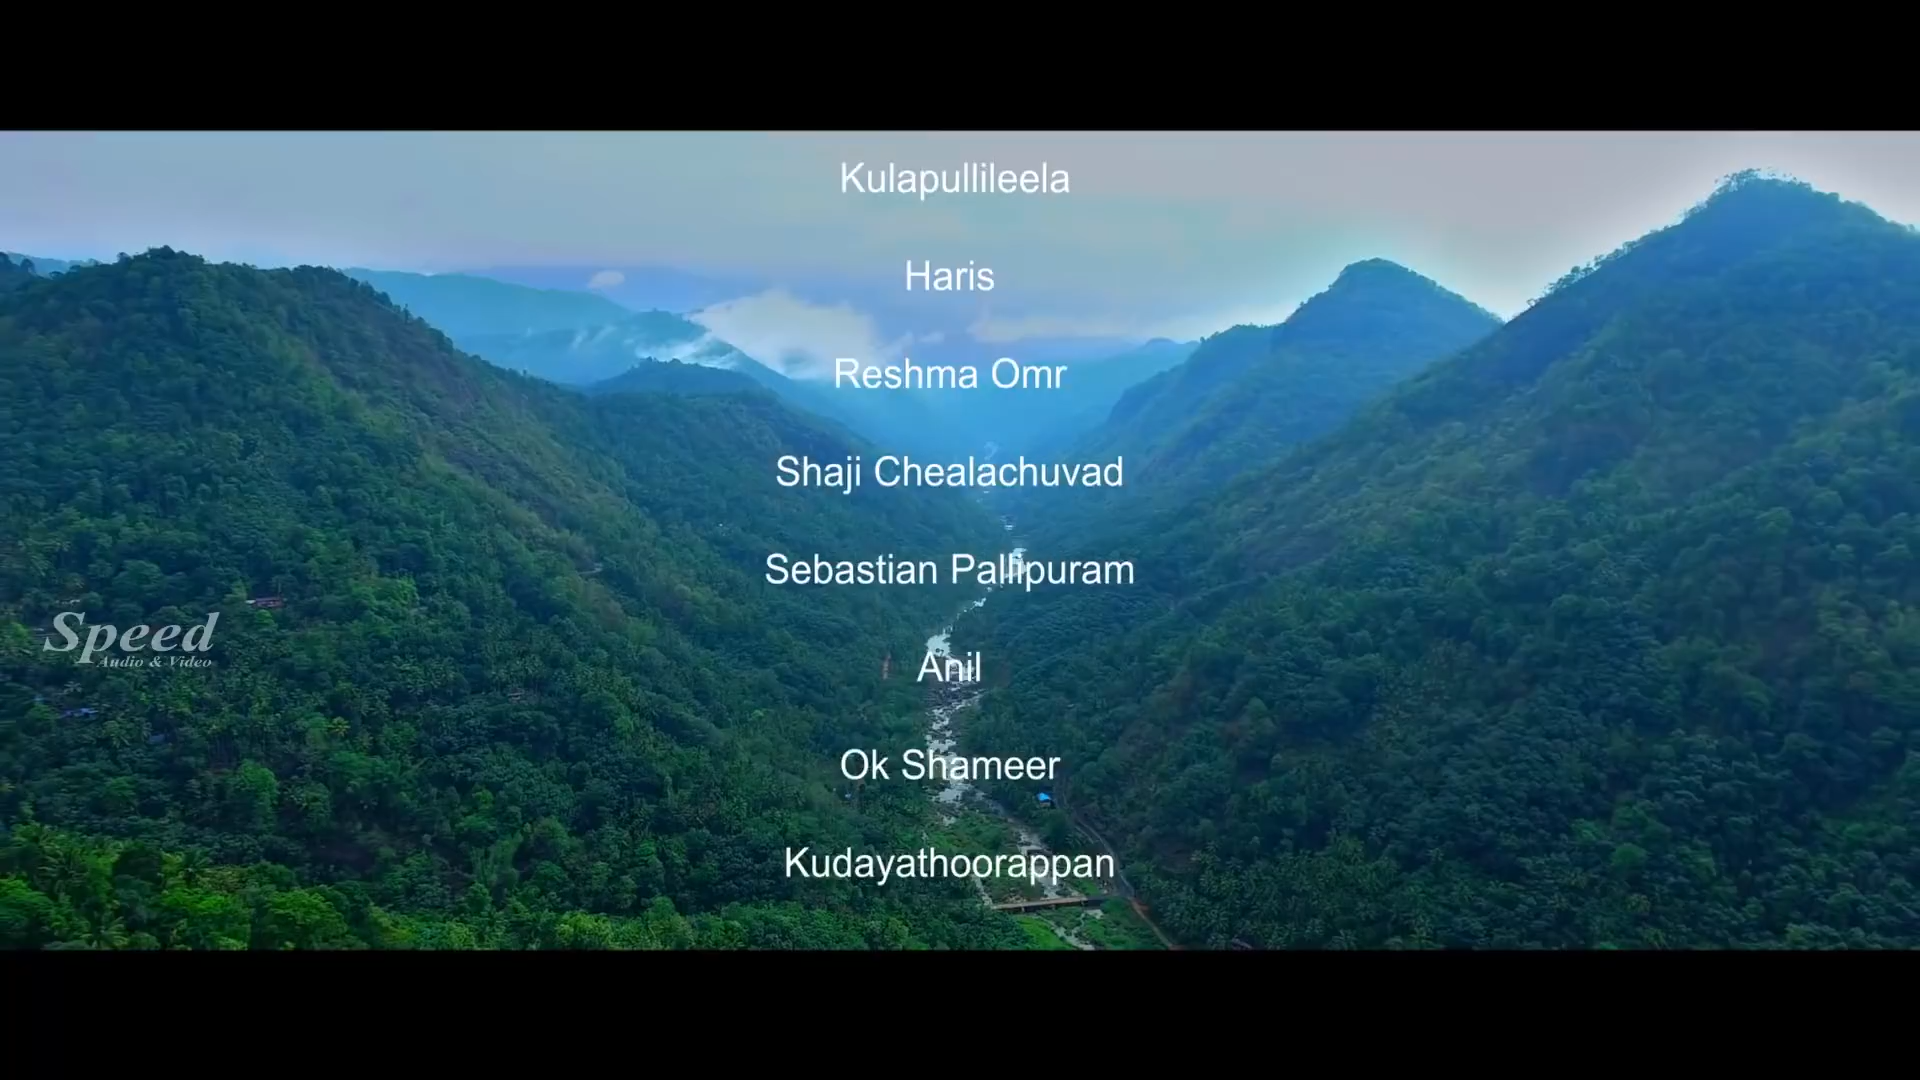 Kulapullileela
Haris
Reshma Omr
Shaji Chealachuvad
Sebastian Pallipuram
Speed
Audio & Video
Anil
Ok Shameer
Kudayathoorappan